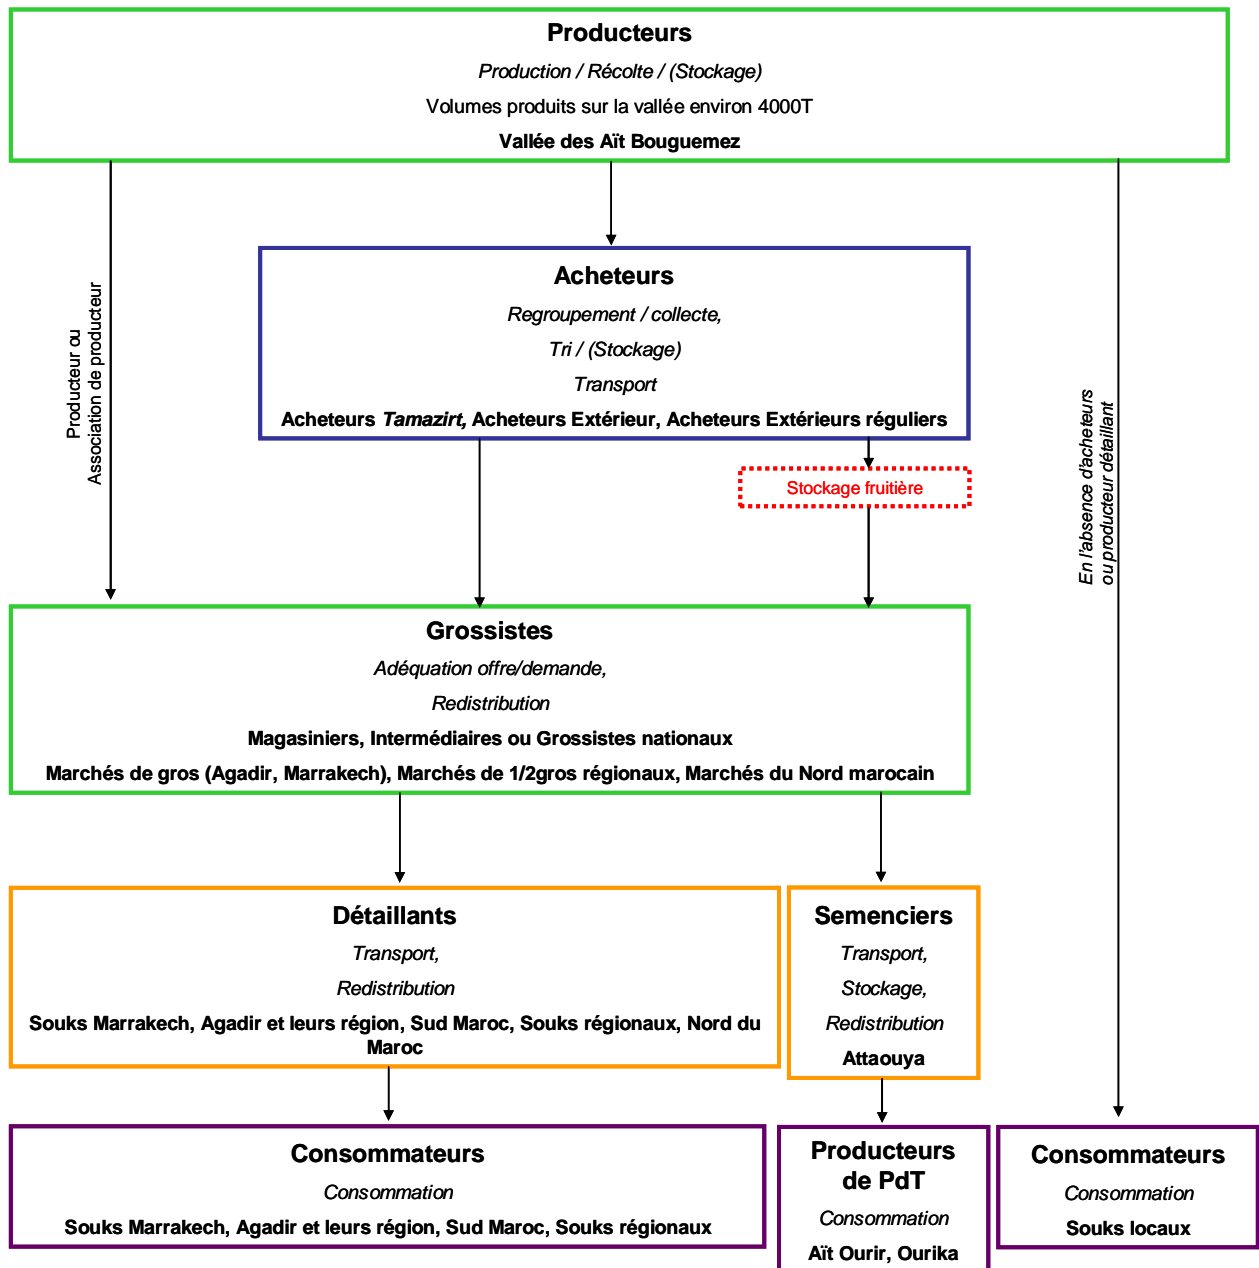 Producteurs
Production / Récolte / (Stockage)
Volumes produits sur la vallée environ 4000T
Vallée des Aït Bouguemez
Producteur ou
Association de producteur
Acheteurs
Regroupement / collecte,
Tri / (Stockage)
Transport
Acheteurs Tamazirt, Acheteurs Extérieur, Acheteurs Extérieurs réguliers
Stockage fruitière
En l'absence d'acheteurs
ou producteur détaillant
Grossistes
Adéquation offre/demande,
Redistribution
Magasiniers, Intermédiaires ou Grossistes nationaux
Marchés de gros (Agadir, Marrakech), Marchés de 1/2gros régionaux, Marchés du Nord marocain
Détaillants
Transport,
Redistribution
Souks Marrakech, Agadir et leurs région, Sud Maroc, Souks régionaux, Nord du
Maroc
Semenciers
Transport,
Stockage,
Redistribution
Attaouya
Consommateurs
Consommation
Souks Marrakech, Agadir et leurs région, Sud Maroc, Souks régionaux
Producteurs
de PdT
Consommation
Aït Ourir, Ourika
Consommateurs
Consommation
Souks locaux